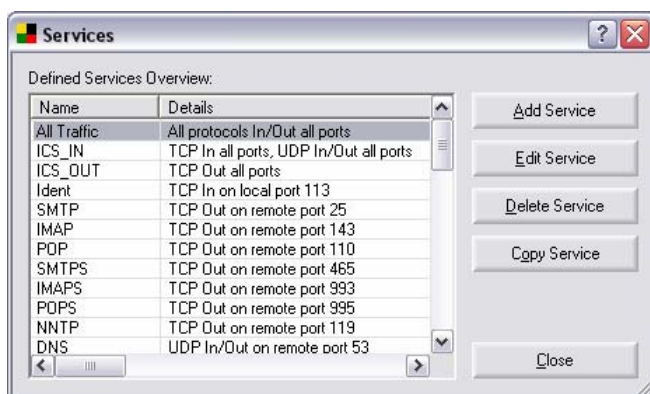 Services
Defined Services Overview:
Name Details
All Traffic All protocols In/Out all ports
ICS_IN TCP In all ports, UDP In/Out all ports
ICS_OUT TCP Out all ports
Ident TCP In on local port 113
SMTP TCP Out on remote port 25
IMAP TCP Out on remote port 143
POP TCP Out on remote port 110
SMTPS TCP Out on remote port 465
IMAPS TCP Out on remote port 993
POPS TCP Out on remote port 995
NNTP TCP Out on remote port 119
DNS UDP In/Out on remote port 53
Add Service
Edit Service
Delete Service
Copy Service
Close